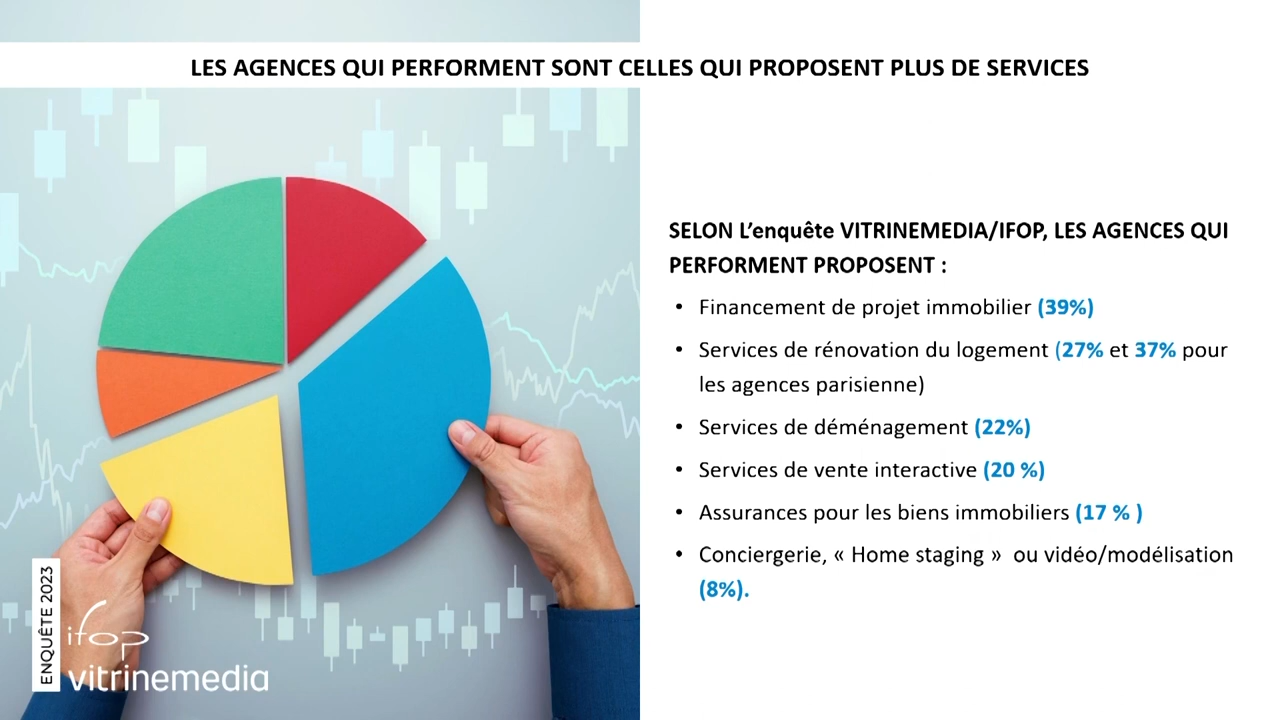 LES AGENCES QUI PERFORMENT SONT CELLES QUI PROPOSENT PLUS DE SERVICES
SELON L’enquête VITRINEMEDIA/IFOP, LES AGENCES QUI
PERFORMENT PROPOSENT :
• Financement de projet immobilier (39%)
• Services de rénovation du logement (27% et 37% pour
les agences parisienne)
• Services de déménagement (22%)
• Services de vente interactive (20 %)
• Assurances pour les biens immobiliers (17 % )
• Conciergerie, « Home staging »  ou vidéo/modélisation
(8%).
ENQUÊTE 2023
ifop
vitrinemedia